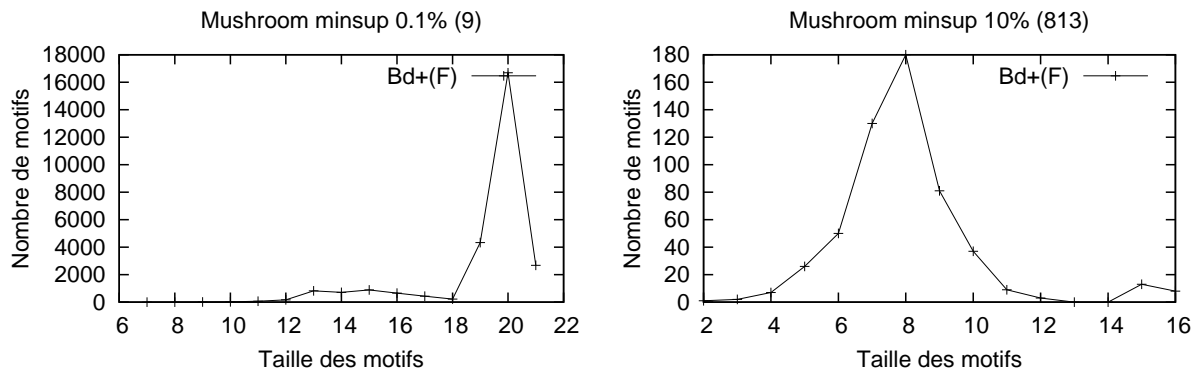 Mushroom minsup 0.1% (9)
18000
16000
14000
12000
10000
8000
6000
4000
2000
0
Nombre de motifs
Bd+(F)
6 8 10 12 14 16 18 20 22
Taille des motifs
Mushroom minsup 10% (813)
180
160
140
120
100
80
60
40
20
0
Nombre de motifs
Bd+(F)
2 4 6 8 10 12 14 16
Taille des motifs